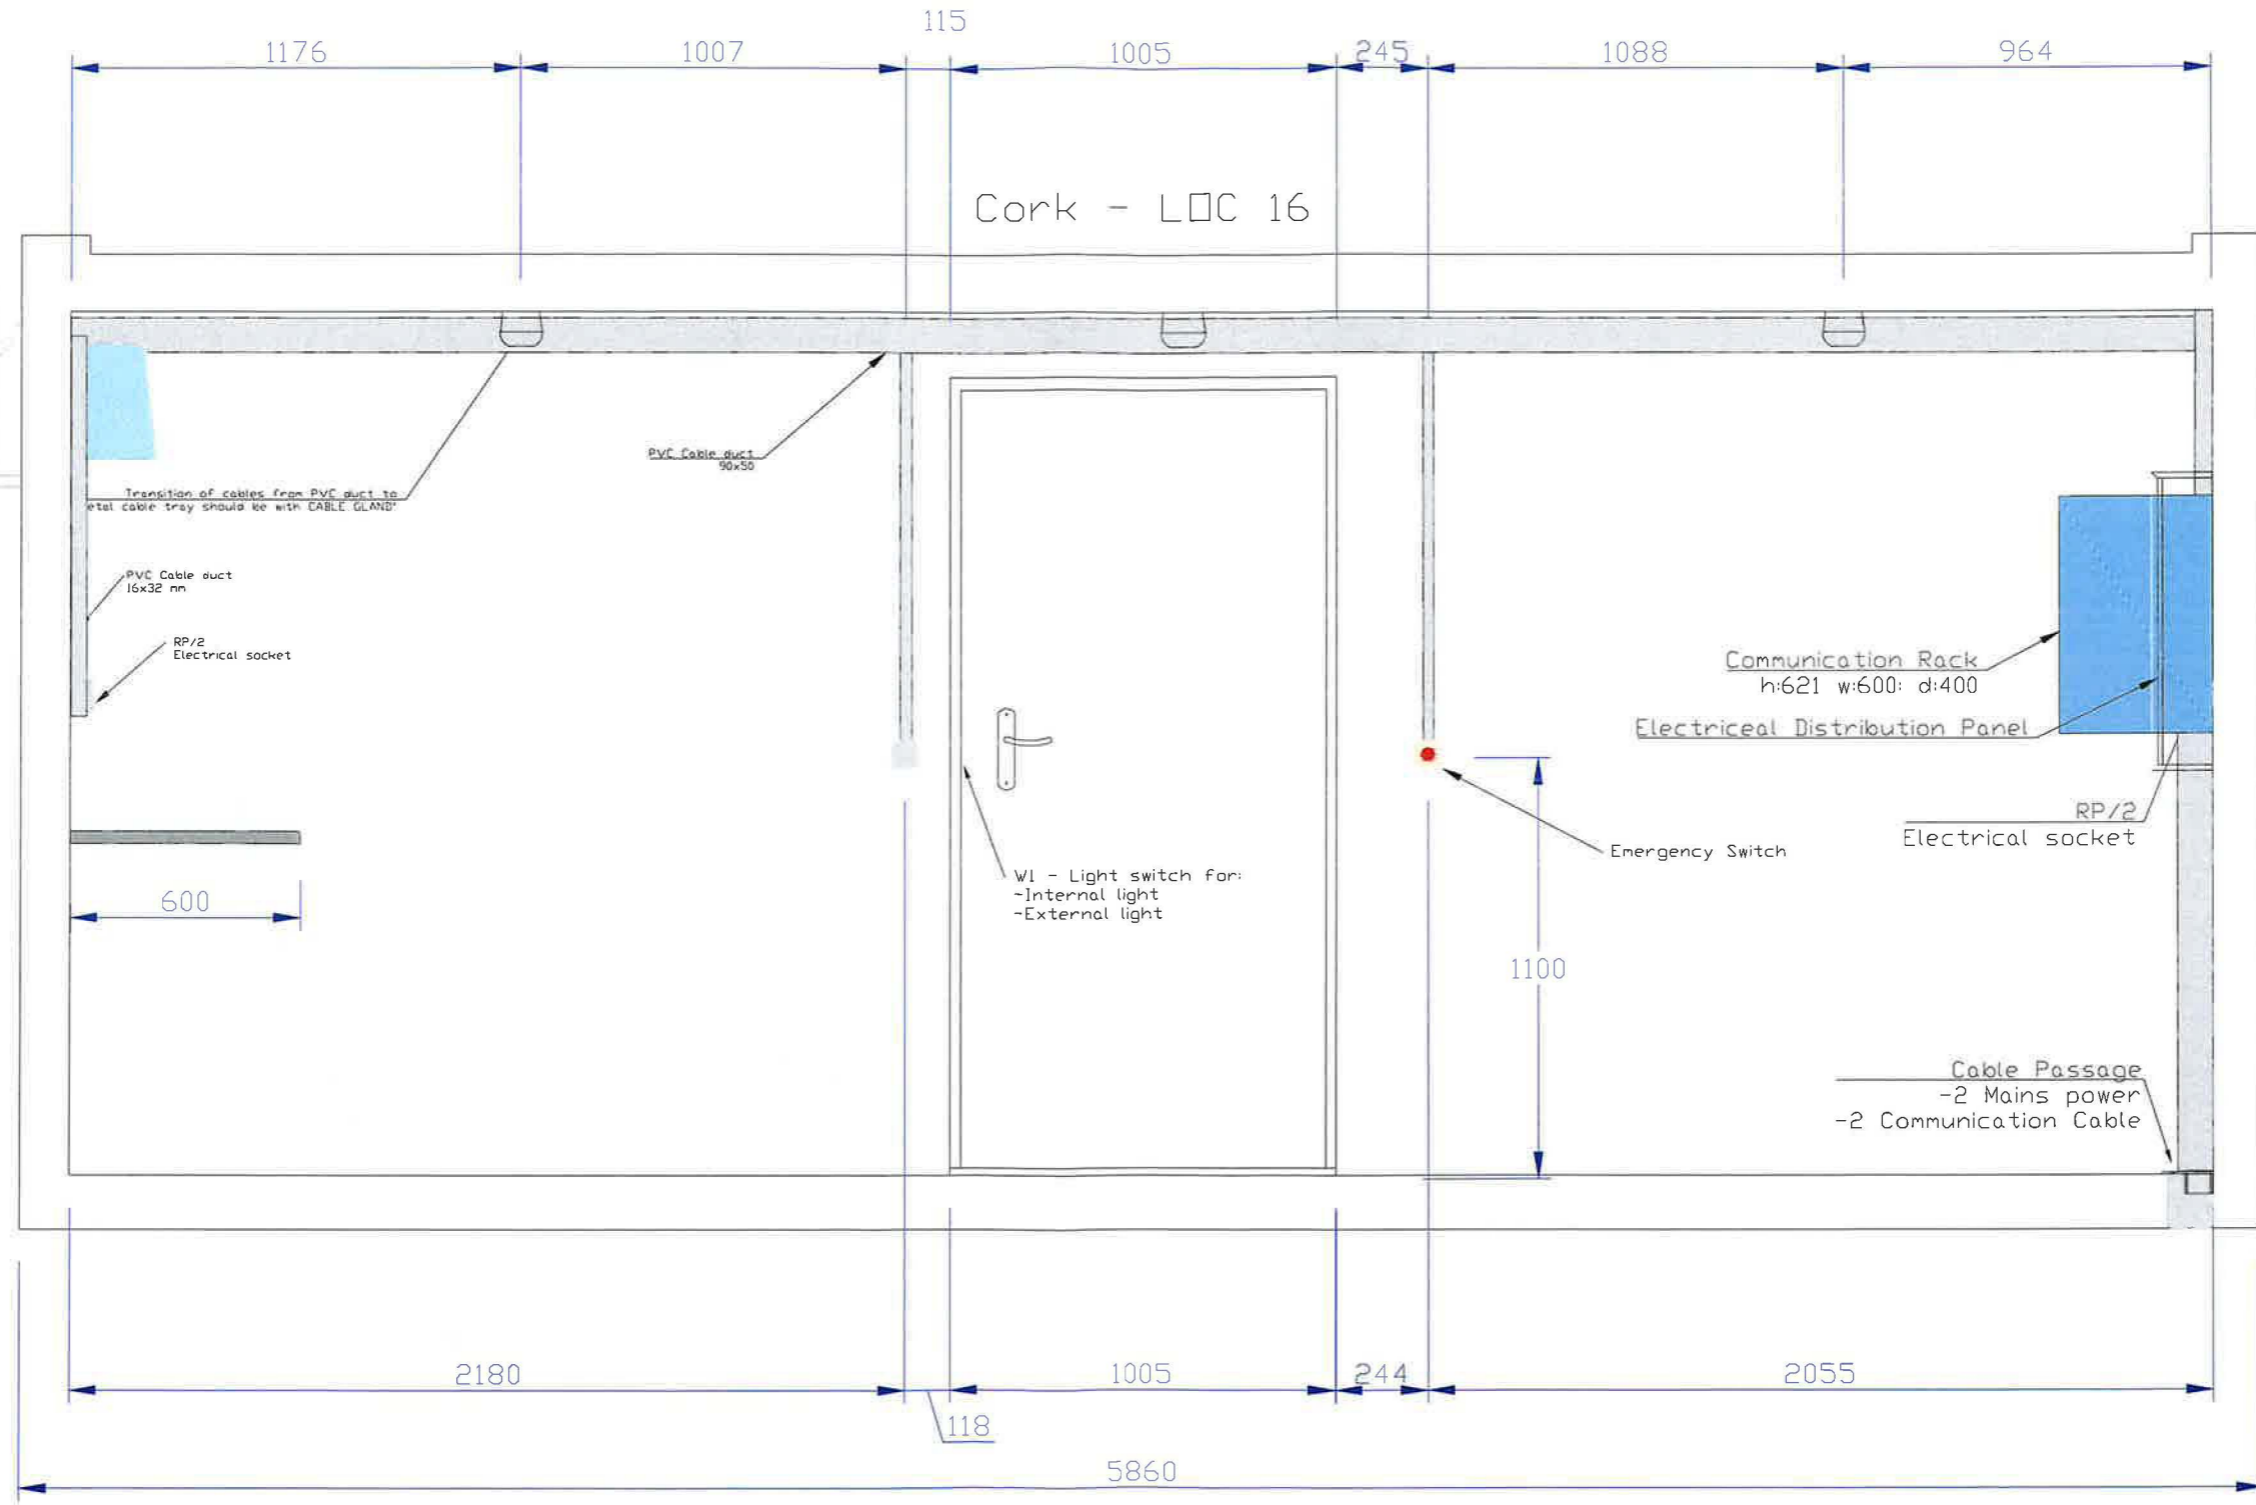 115
1176
1007
1005
245
1088
964
Cork - LOC 16
PVC Cable duct
90x50
Transition of cables from PVC duct to
etal cable tray should be with CABLE GLAND"
PVC Cable duct
16x32 mm
RP/2
Electrical socket
Communication Rack
h:621 w:600: d:400
Electriceal Distribution Panel
RP/2
Electrical socket
Emergency Switch
W1 - Light switch for:
-Internal light
-External light
600
1100
Cable Passage
-2 Mains power
-2 Communication Cable
2180
1005
244
2055
118
5860